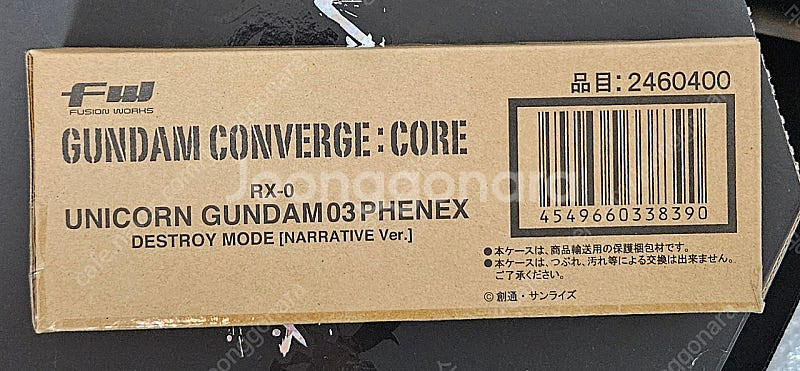 FW
FUSION WORKS
GUNDAM CONVERGE:CORE
RX-0
UNICORN GUNDAM03PHENEX
DESTROY MODE [NARRATIVE Ver.]
品目:2460400
4549660338390
●本ケースは、商品輸送用の保護梱包材です。
●本ケースは、つぶれ、汚れ等による交換は出来ません。
ご了承ください。
©創通・サンライズ
Joonggonara